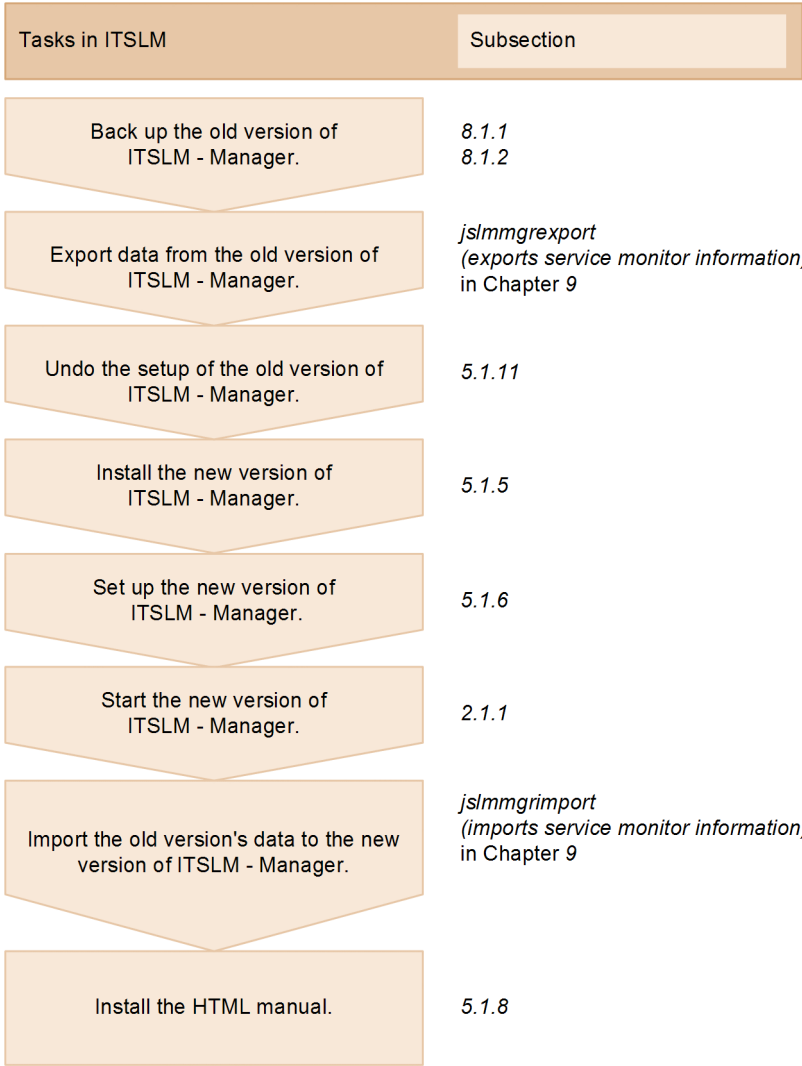 Tasks in ITSLM
Subsection
Back up the old version of
ITSLM - Manager.
8.1.1
8.1.2
Export data from the old version of
ITSLM - Manager.
jslmmgrexport
(exports service monitor information)
in Chapter 9
Undo the setup of the old version of
ITSLM - Manager.
5.1.11
Install the new version of
ITSLM - Manager.
5.1.5
Set up the new version of
ITSLM - Manager.
5.1.6
Start the new version of
ITSLM - Manager.
2.1.1
Import the old version's data to the new
version of ITSLM - Manager.
jslmmgrimport
(imports service monitor information)
in Chapter 9
Install the HTML manual.
5.1.8